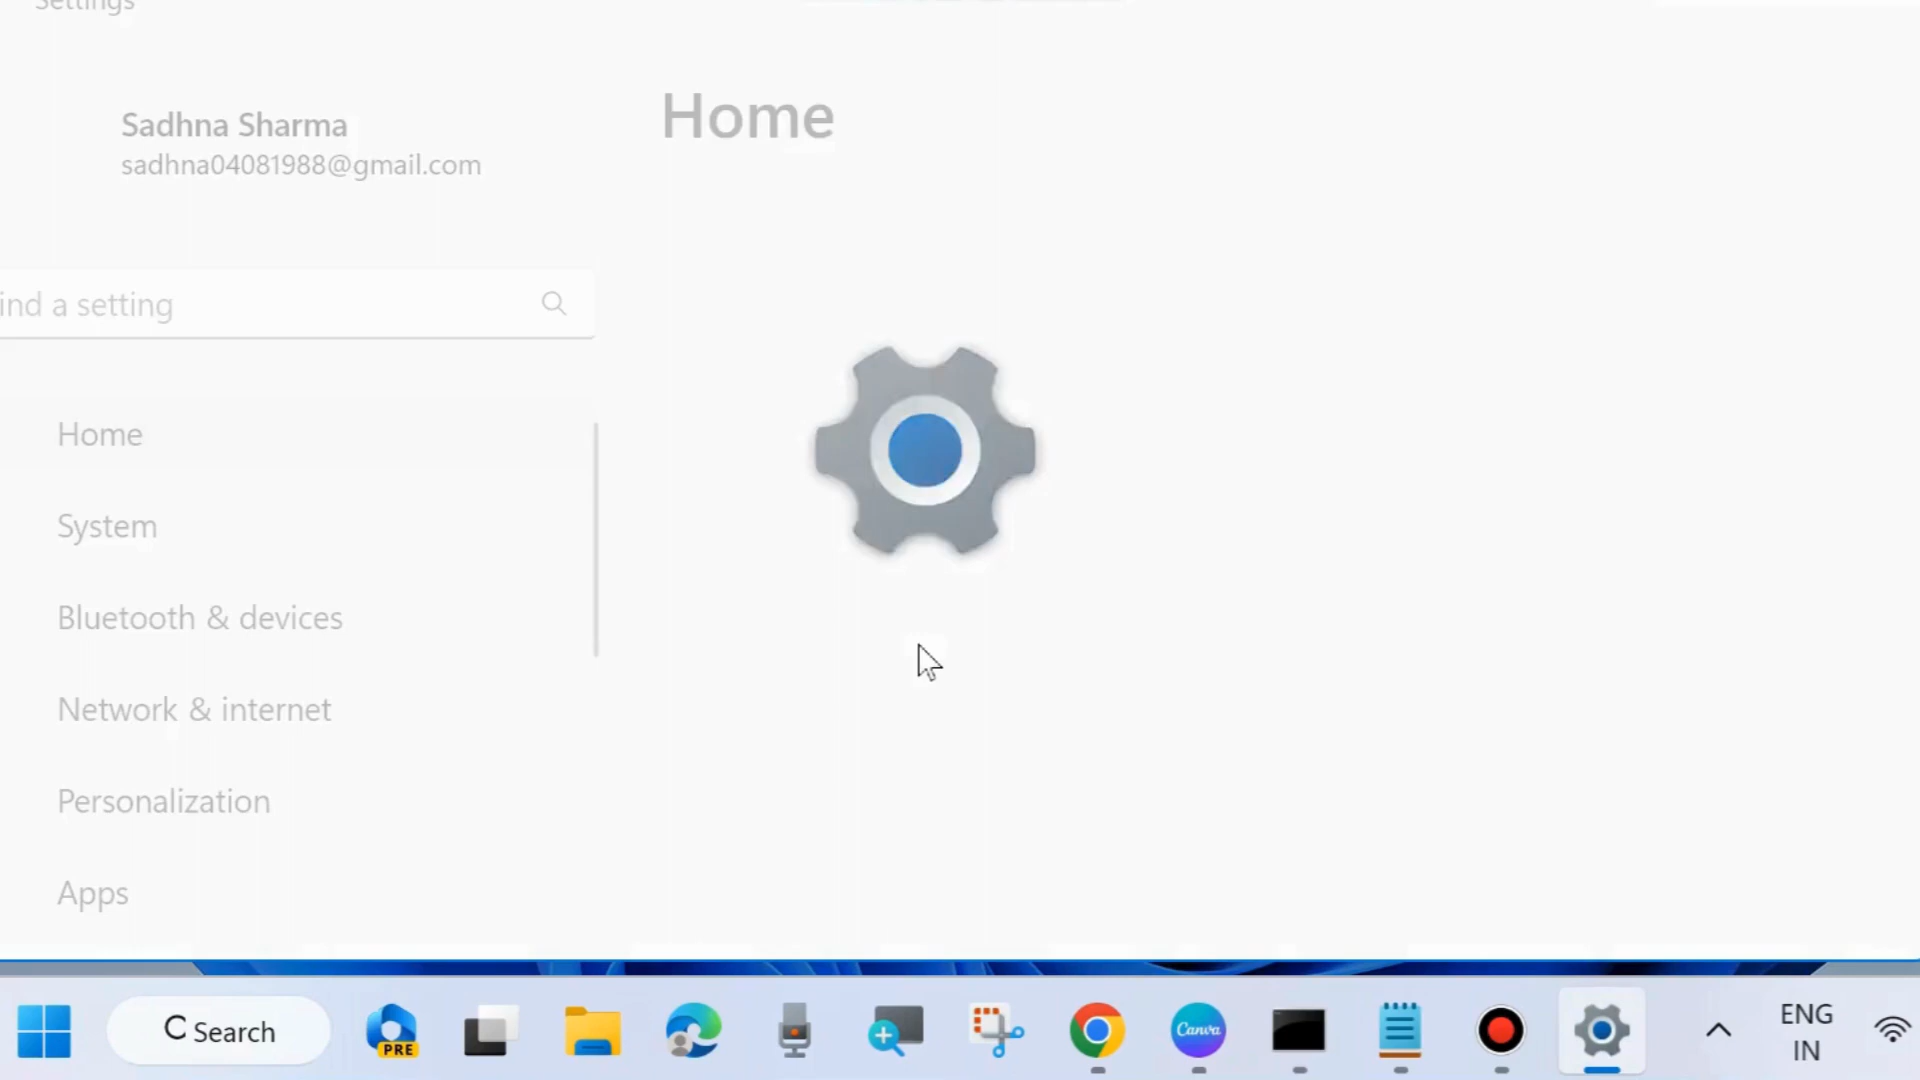 Settings
Sadhna Sharma
sadhna04081988@gmail.com
Home
ind a setting
Home
System
Bluetooth & devices
Network & internet
Personalization
Apps
Search
PRE
Canva
ENG
IN